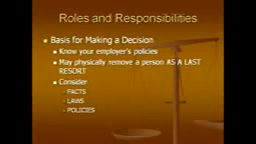 Roles and Responsibilities
Basis for Making a Decision
Know your employer's policies
May physically remove a person AS A LAST
RESORT
Consider
- FACTS
- LAWS
- POLICIES